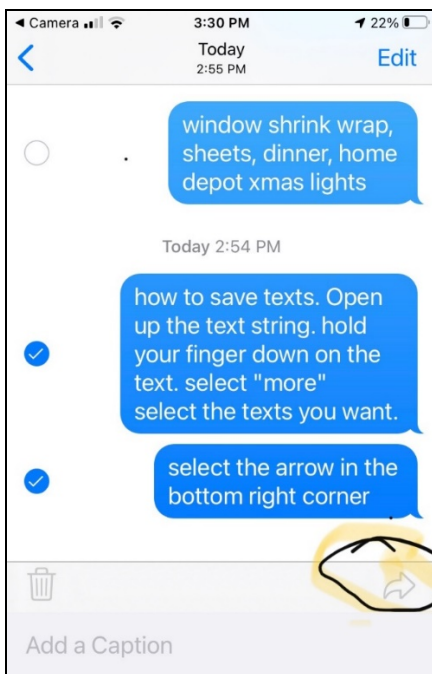 Camera 3:30 PM 22%
Today
2:55 PM
Edit
window shrink wrap,
sheets, dinner, home
depot xmas lights
Today 2:54 PM
how to save texts. Open
up the text string. hold
your finger down on the
text. select "more"
select the texts you want.
select the arrow in the
bottom right corner
Add a Caption